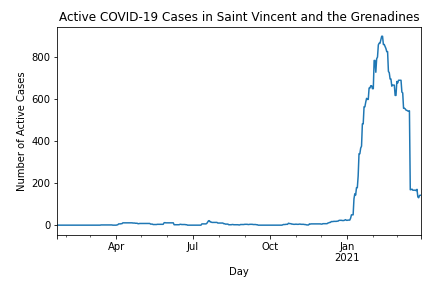 Active COVID-19 Cases in Saint Vincent and the Grenadines
Number of Active Cases
800
600
400
200
0
Apr
Jul
Oct
Jan
2021
Day